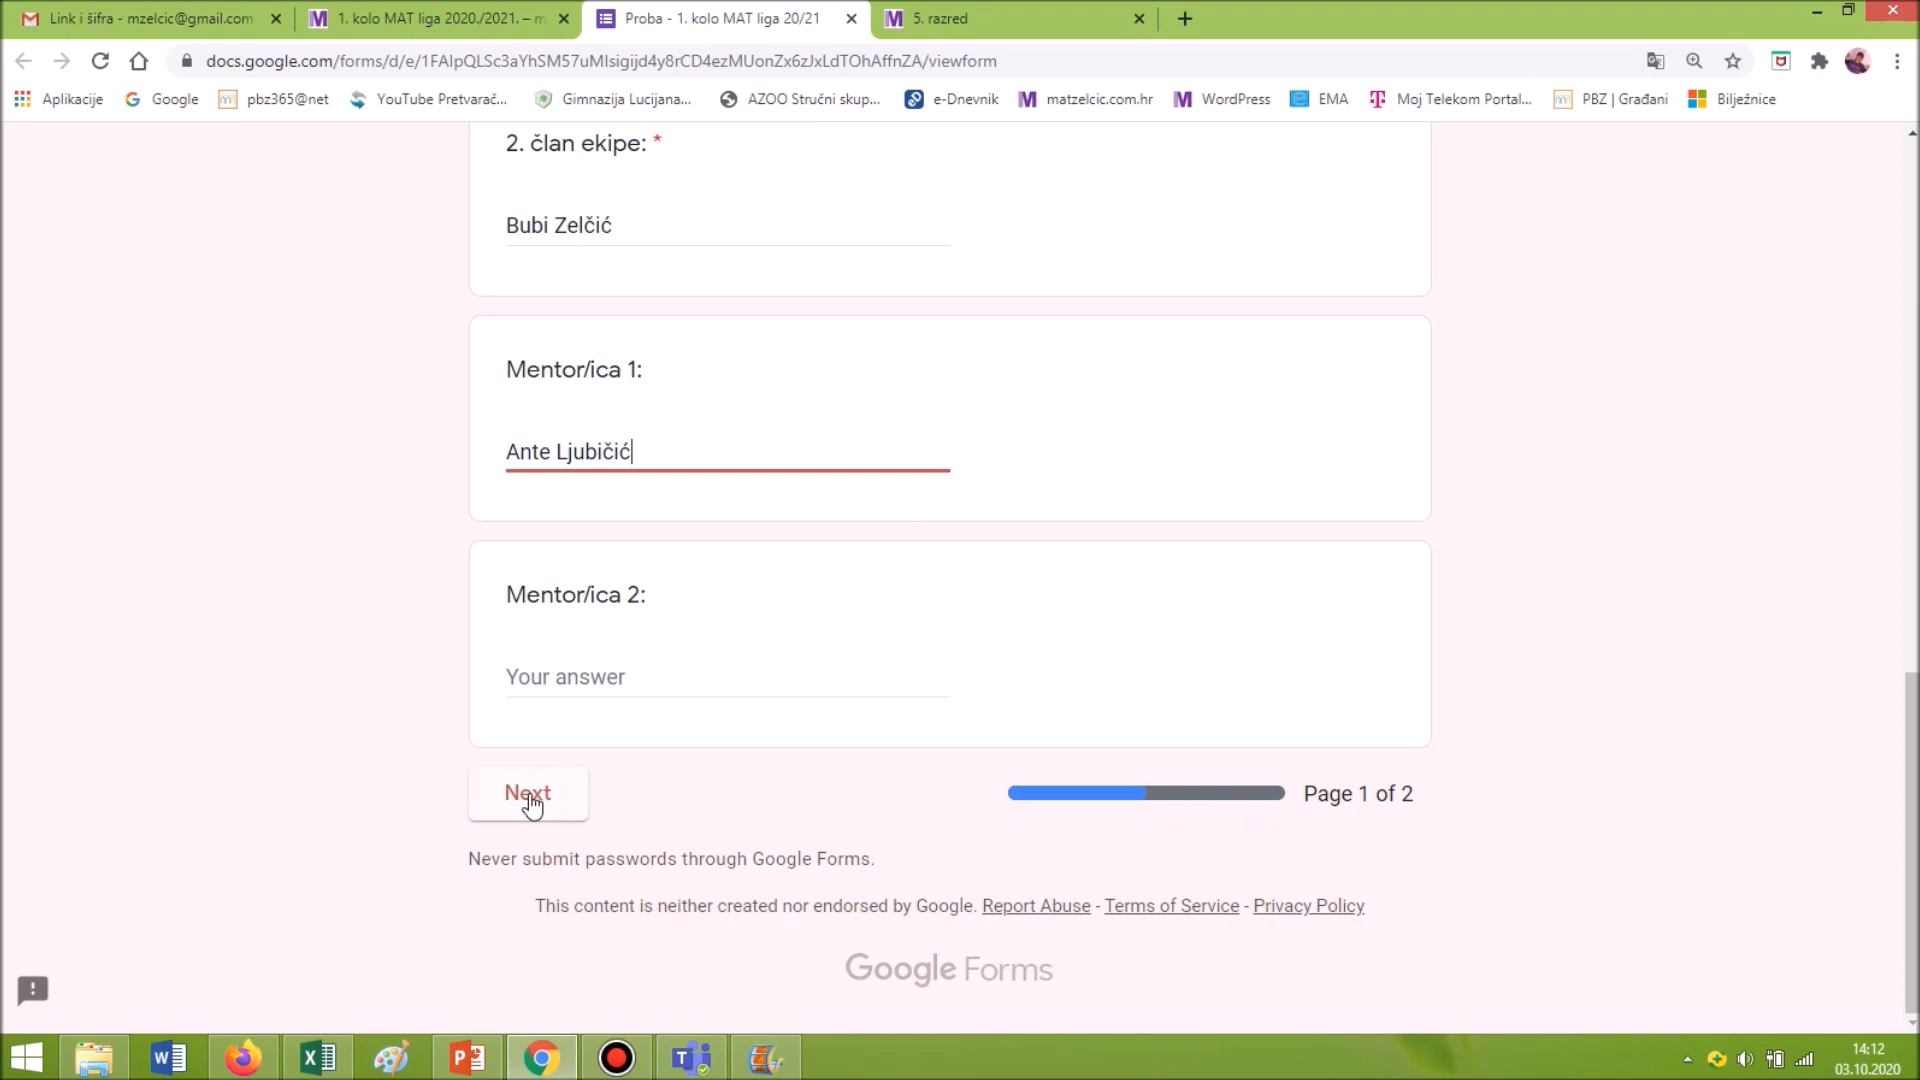 Link i šifra - mzelcic@gmail.com
1. kolo MAT liga 2020./2021. – m
Proba - 1. kolo MAT liga 20/21
5. razred
docs.google.com/forms/d/e/1FAIpQLSc3aYhSM57uMIsigijd4y8rCD4ezMUonZx6zJxLdTOhAffnZA/viewform
Aplikacije
Google
pbz365@net
YouTube Pretvarač...
Gimnazija Lucijana...
AZOO Stručni skup...
e-Dnevnik
matzelcic.com.hr
WordPress
EMA
Moj Telekom Portal...
PBZ | Građani
Bilježnice
2. član ekipe: *
Bubi Zelčić
Mentor/ica 1:
Ante Ljubičić
Mentor/ica 2:
Your answer
Next
Page 1 of 2
Never submit passwords through Google Forms.
This content is neither created nor endorsed by Google. Report Abuse - Terms of Service - Privacy Policy
Google Forms
14:12
03.10.2020